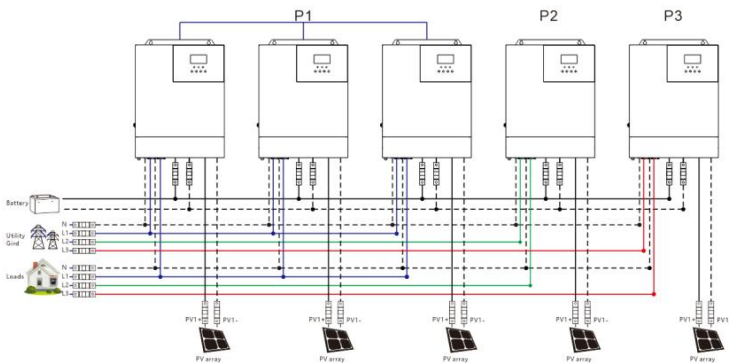 P1 P2 P3
Battery
Utility
Gird
N
L1
L2
L3
Loads
N
L1
L2
L3
PV1+ PV1- PV1+ PV1- PV1+ PV1- PV1+ PV1- PV1+ PV1-
PV array PV array PV array PV array PV array